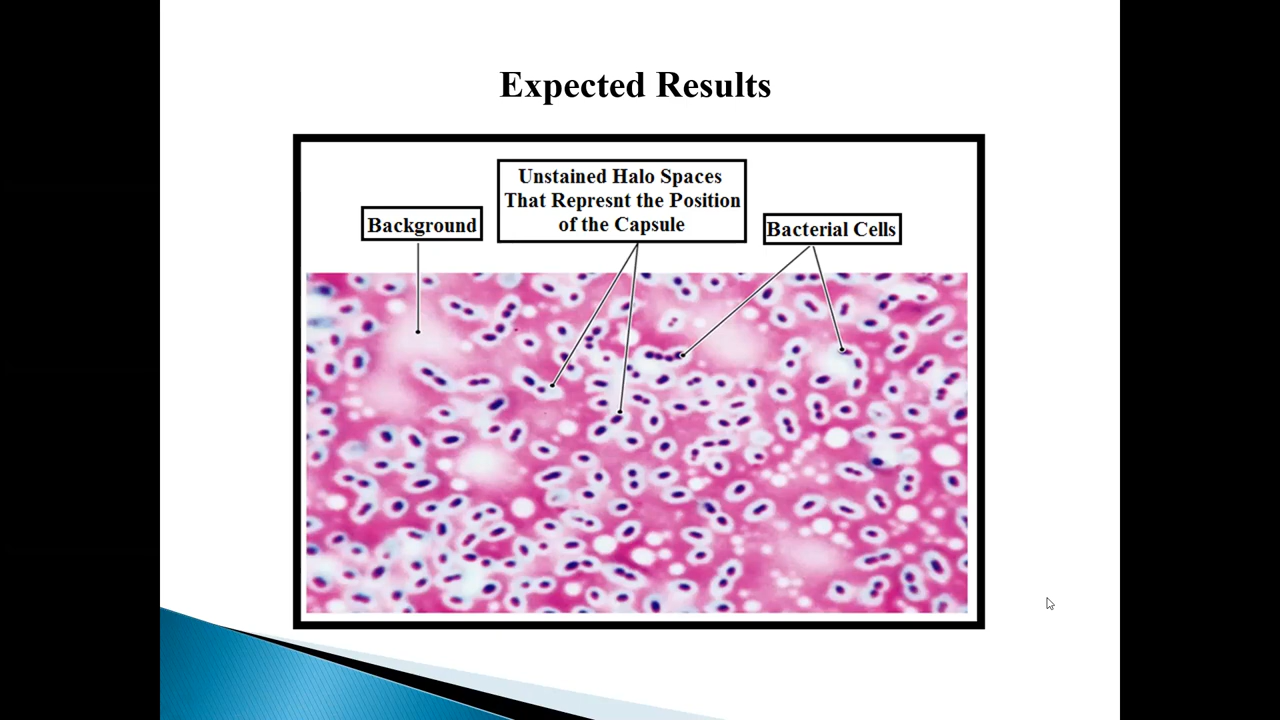 Expected Results
Unstained Halo Spaces
That Represnt the Position
of the Capsule
Background
Bacterial Cells